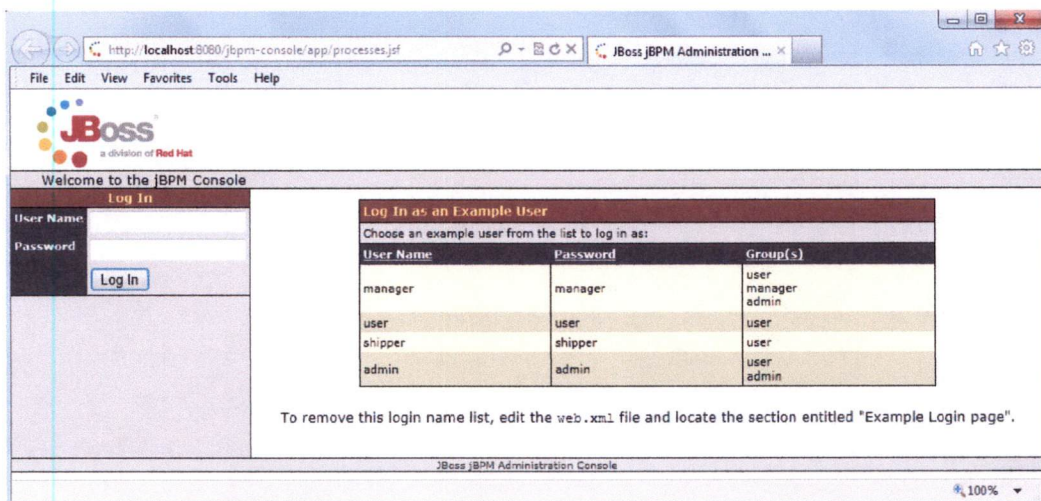 http://localhost:8080/jbpm-console/app/processes.jsf
JBoss jBPM Administration ...
File Edit View Favorites Tools Help
JBoss
a division of Red Hat
Welcome to the jBPM Console
Log In
User Name
Password
Log In
Log In as an Example User
Choose an example user from the list to log in as:
User Name Password Group(s)
manager manager user
manager
admin
user user user
shipper shipper user
admin admin user
admin
To remove this login name list, edit the web.xml file and locate the section entitled "Example Login page".
JBoss jBPM Administration Console
100%